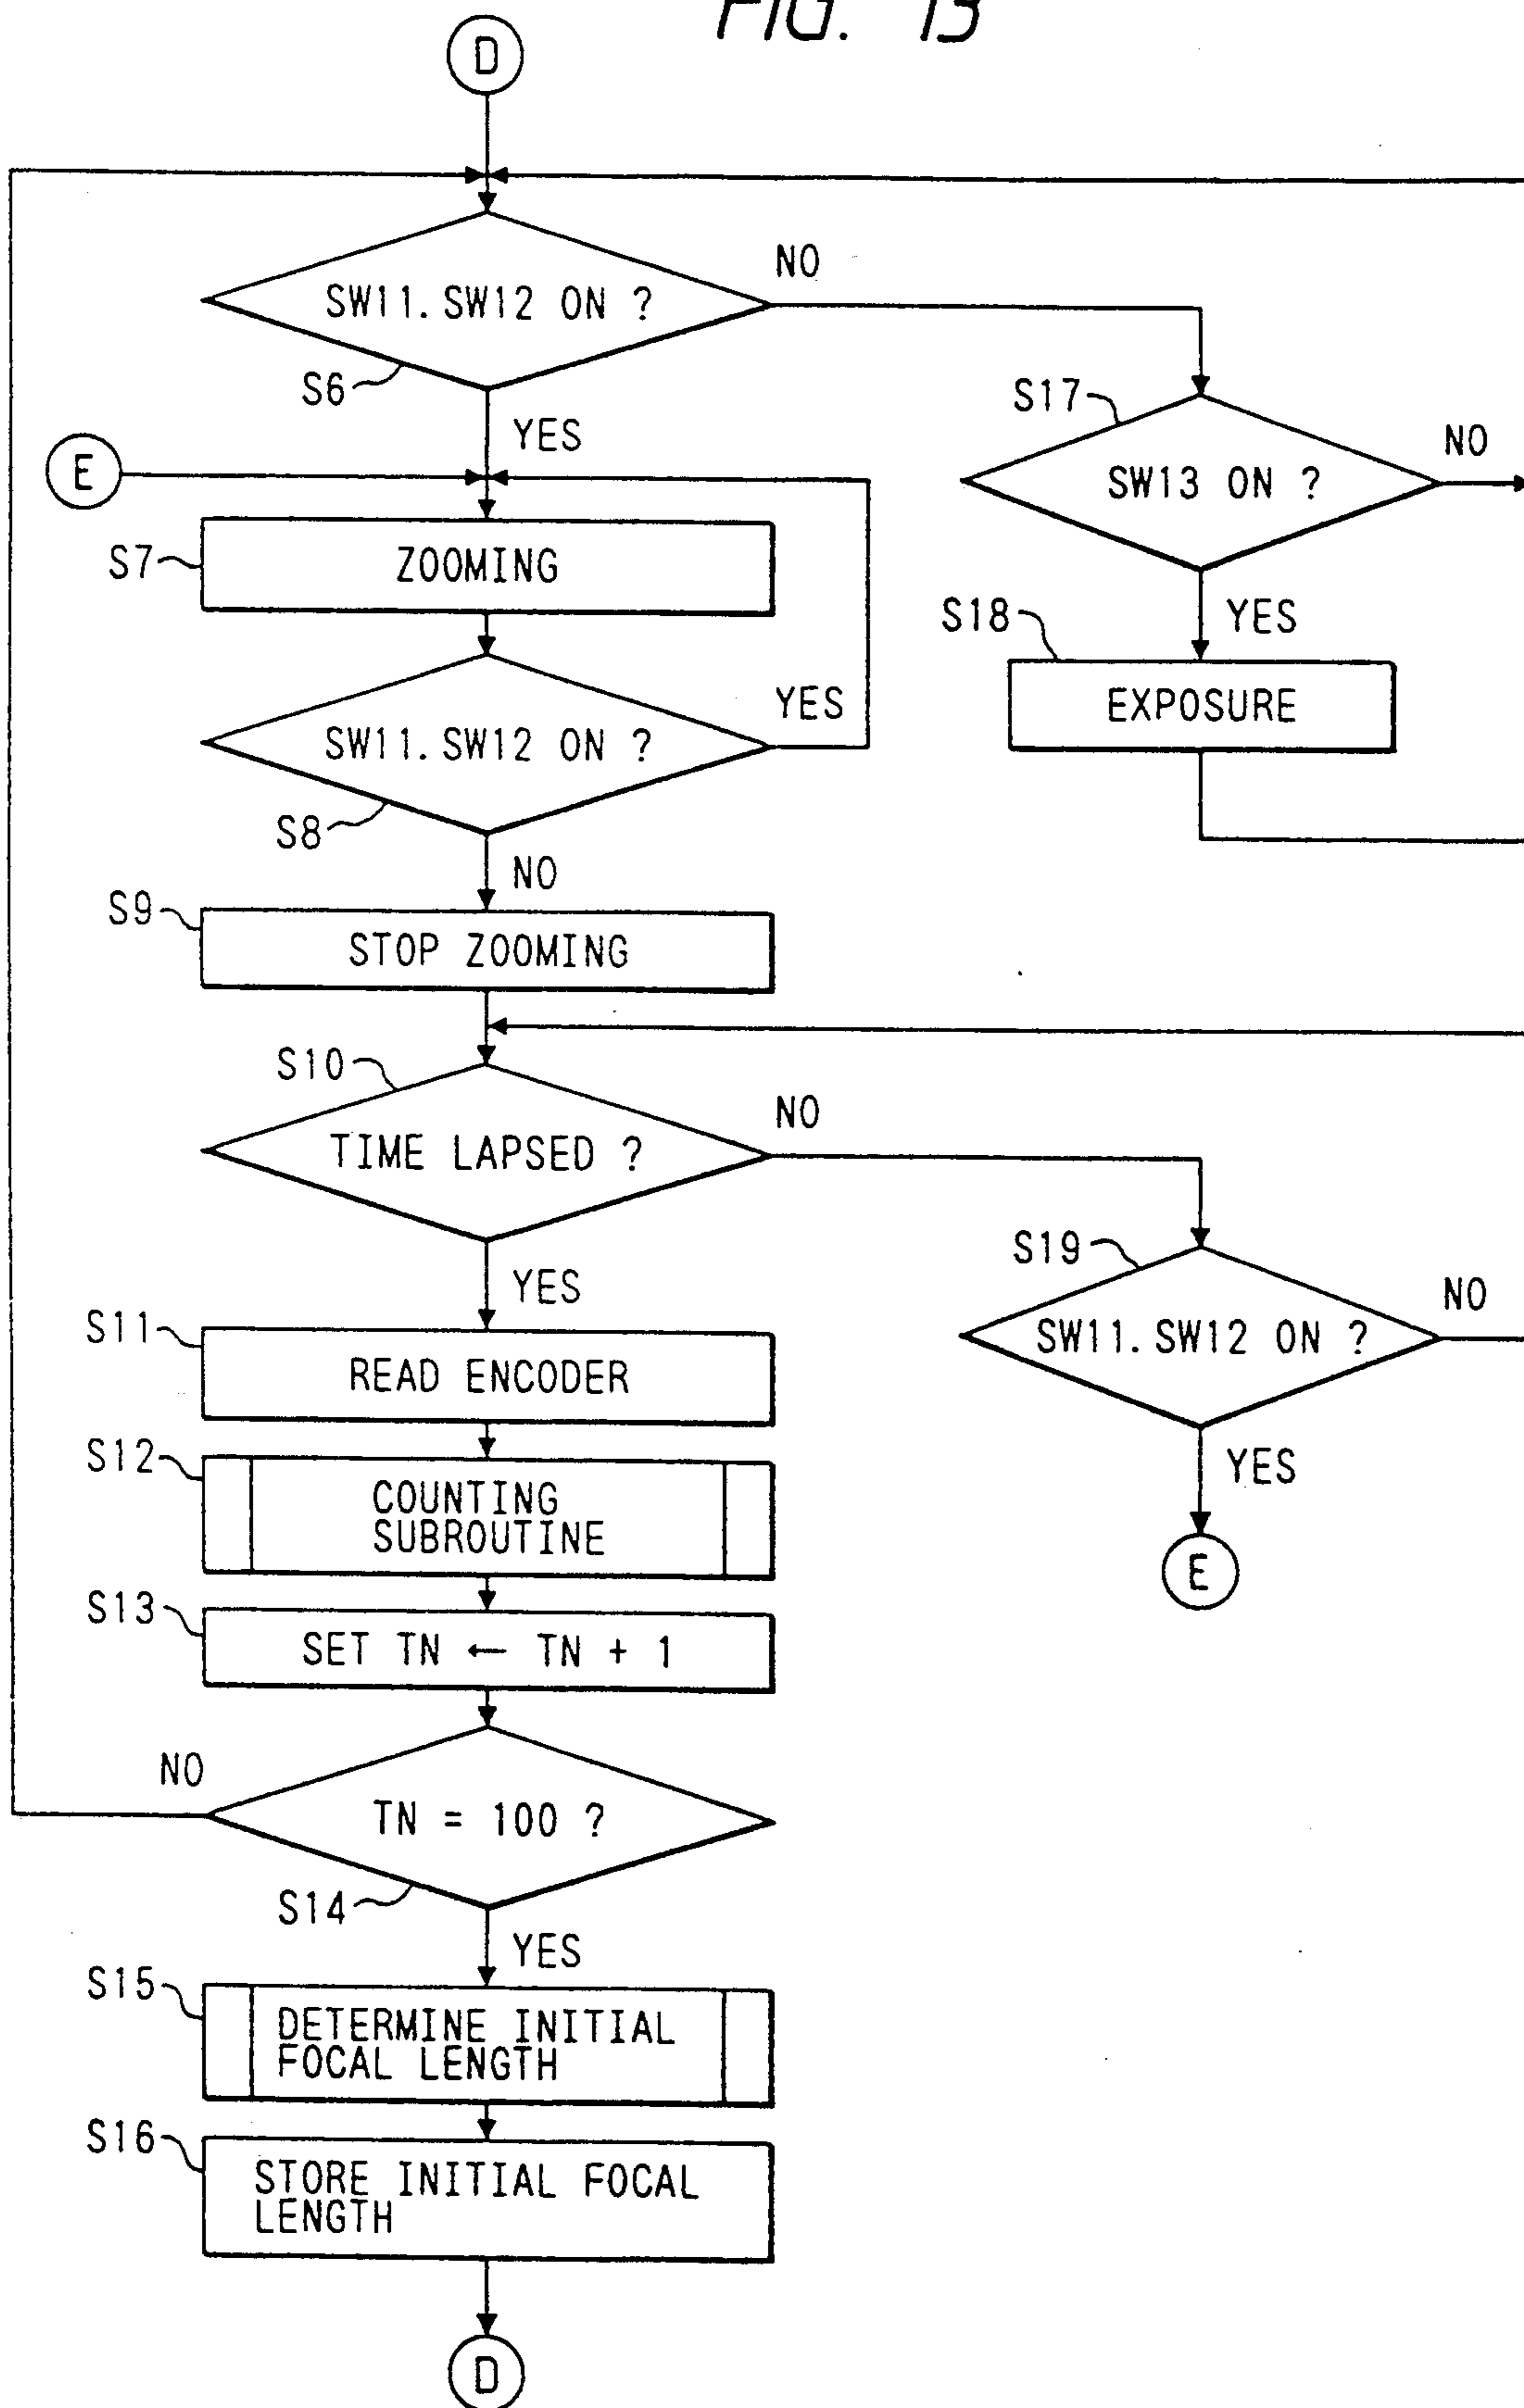 FIG. 13
D
SW11.SW12 ON ?
NO
S6
YES
E
S7
ZOOMING
SW11.SW12 ON ?
YES
S8
NO
S9
STOP ZOOMING
S10
TIME LAPSED ?
NO
YES
S11
READ ENCODER
S12
COUNTING
SUBROUTINE
S13
SET TN ← TN + 1
NO
TN = 100 ?
S14
YES
S15
DETERMINE INITIAL
FOCAL LENGTH
S16
STORE INITIAL FOCAL
LENGTH
D
S17
SW13 ON ?
NO
YES
S18
EXPOSURE
S19
SW11.SW12 ON ?
NO
YES
E